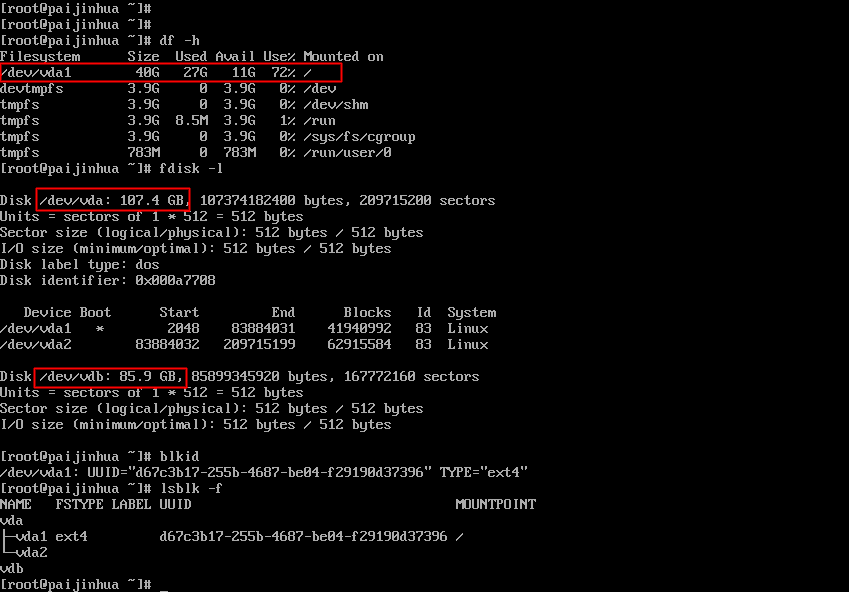 [root@paijinhua ~]#
[root@paijinhua ~]#
[root@paijinhua ~]# df -h
Filesystem      Size  Used Avail Use% Mounted on
/dev/vda1        40G   27G   11G  72% /
devtmpfs        3.9G     0  3.9G   0% /dev
tmpfs           3.9G     0  3.9G   0% /dev/shm
tmpfs           3.9G  8.5M  3.9G   1% /run
tmpfs           3.9G     0  3.9G   0% /sys/fs/cgroup
tmpfs           783M     0  783M   0% /run/user/0
[root@paijinhua ~]# fdisk -l

Disk /dev/vda: 107.4 GB, 107374182400 bytes, 209715200 sectors
Units = sectors of 1 * 512 = 512 bytes
Sector size (logical/physical): 512 bytes / 512 bytes
I/O size (minimum/optimal): 512 bytes / 512 bytes
Disk label type: dos
Disk identifier: 0x000a7708

   Device Boot      Start         End      Blocks   Id  System
/dev/vda1   *        2048    83884031    41940992   83  Linux
/dev/vda2        83884032   209715199    62915584   83  Linux

Disk /dev/vdb: 85.9 GB, 85899345920 bytes, 167772160 sectors
Units = sectors of 1 * 512 = 512 bytes
Sector size (logical/physical): 512 bytes / 512 bytes
I/O size (minimum/optimal): 512 bytes / 512 bytes

[root@paijinhua ~]# blkid
/dev/vda1: UUID="d67c3b17-255b-4687-be04-f29190d37396" TYPE="ext4"
[root@paijinhua ~]# lsblk -f
NAME   FSTYPE LABEL UUID                                 MOUNTPOINT
vda
├─vda1 ext4         d67c3b17-255b-4687-be04-f29190d37396 /
└─vda2
vdb
[root@paijinhua ~]# _